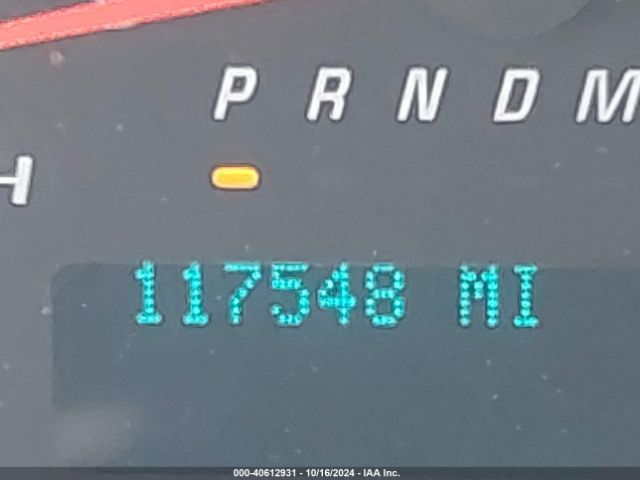 P R N D M
H
117548 MI
000-40612931 - 10/16/2024 - IAA Inc.